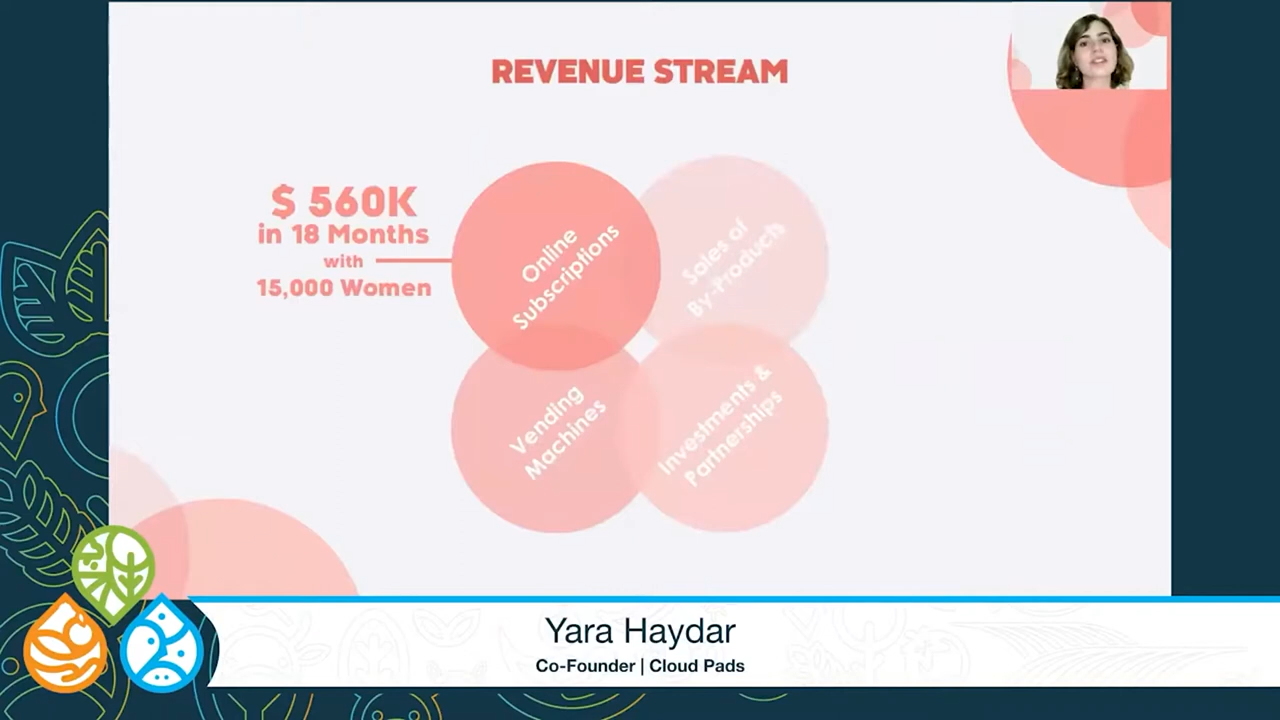 REVENUE STREAM
$ 560K
in 18 Months
with
15,000 Women
Online
Subscriptions
Sales of
By-Products
Vending
Machines
Investments &
Partnerships
Yara Haydar
Co-Founder | Cloud Pads